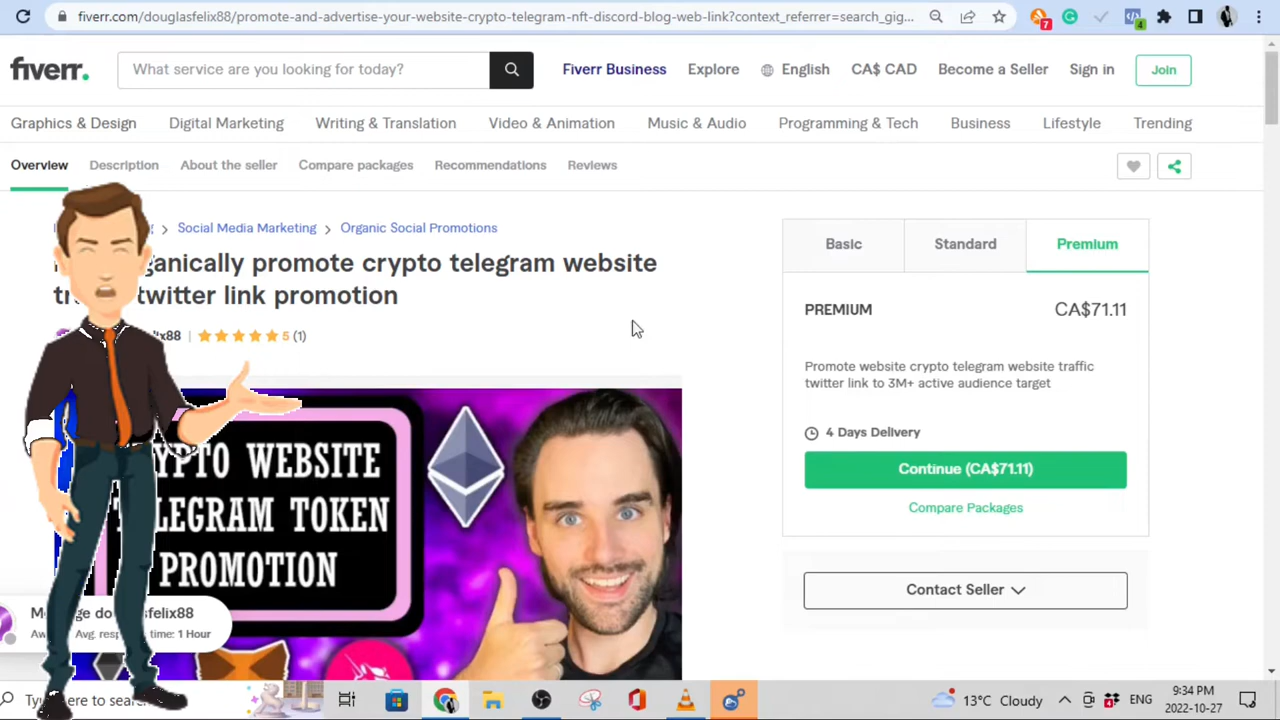 fiverr.com/douglasfelix88/promote-and-advertise-your-website-crypto-telegram-nft-discord-blog-web-link?context_referrer=search_gig...
7
4
fiverr.
What service are you looking for today?
Fiverr Business
Explore
English
CA$ CAD
Become a Seller
Sign in
Join
Graphics & Design
Digital Marketing
Writing & Translation
Video & Animation
Music & Audio
Programming & Tech
Business
Lifestyle
Trending
Overview
Description
About the seller
Compare packages
Recommendations
Reviews
Social Media Marketing
Organic Social Promotions
promote crypto telegram website
twitter link promotion
5 (1)
WEBSITE
TOKEN
PROMOTION
Basic
Standard
Premium
PREMIUM
CA$71.11
Promote website crypto telegram website traffic
twitter link to 3M+ active audience target
4 Days Delivery
Continue (CA$71.11)
Compare Packages
Contact Seller
time: 1 Hour
13°C Cloudy
ENG
9:34 PM
2022-10-27